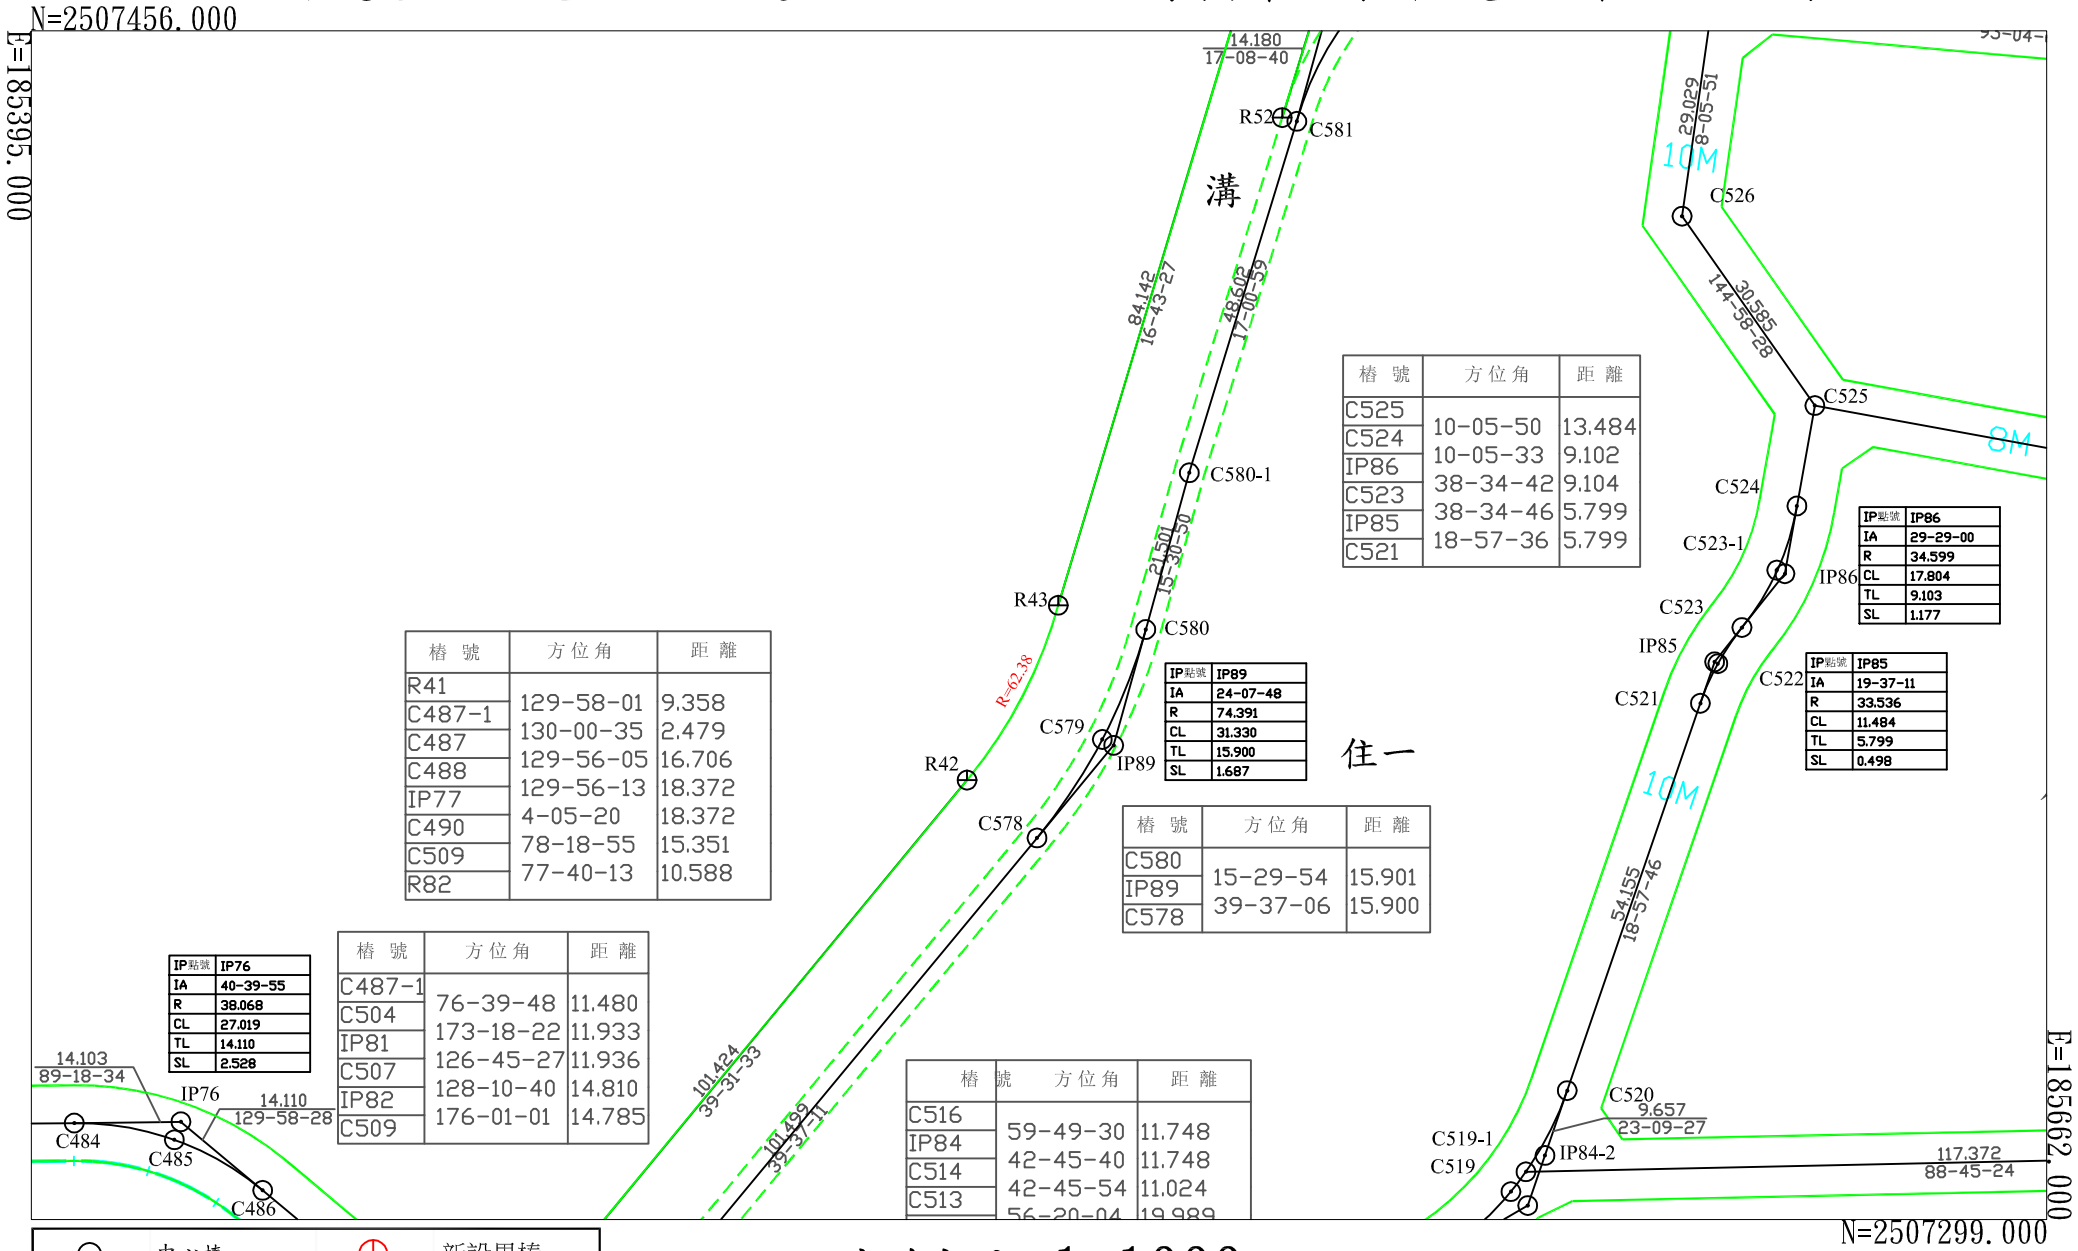 N=2507456.000
E=185395.000
14.180
17-08-40
93-04-
R52
C581
溝
29.029
8-05-51
10M
C526
84.142
16-43-27
48.602
17-00-59
30.585
144-58-28
C525
8M
樁 號 方位角 距 離
C525
10-05-50 13.484
C524
10-05-33 9.102
IP86
38-34-42 9.104
C523
38-34-46 5.799
IP85
18-57-36 5.799
C521
C580-1
C524
21.501
15-30-50
C523-1
IP86
IP點號 IP86
IA 29-29-00
R 34.599
CL 17.804
TL 9.103
SL 1.177
R43
C580
C523
IP85
C522
C521
IP點號 IP85
IA 19-37-11
R 33.536
CL 11.484
TL 5.799
SL 0.498
樁 號 方位角 距 離
R41
129-58-01 9.358
C487-1
130-00-35 2.479
C487
129-56-05 16.706
C488
129-56-13 18.372
IP77
4-05-20 18.372
C490
78-18-55 15.351
C509
77-40-13 10.588
R82
R=62.38
C579
IP89
R42
C578
IP點號 IP89
IA 24-07-48
R 74.391
CL 31.330
TL 15.900
SL 1.687
住一
10M
樁 號 方位角 距 離
C580
15-29-54 15.901
IP89
39-37-06 15.900
C578
54.155
18-57-46
樁 號 方位角 距 離
C487-1
76-39-48 11.480
C504
173-18-22 11.933
IP81
126-45-27 11.936
C507
128-10-40 14.810
IP82
176-01-01 14.785
C509
IP點號 IP76
IA 40-39-55
R 38.068
CL 27.019
TL 14.110
SL 2.528
14.103
89-18-34
IP76
14.110
129-58-28
C484
C485
C486
101.424
39-31-33
101.499
39-37-11
樁 號 方位角 距 離
C516
59-49-30 11.748
IP84
42-45-40 11.748
C514
42-45-54 11.024
C513
56-20-04 19.989
C520
9.657
23-09-27
C519-1
C519
IP84-2
117.372
88-45-24
E=185662.000
N=2507299.000